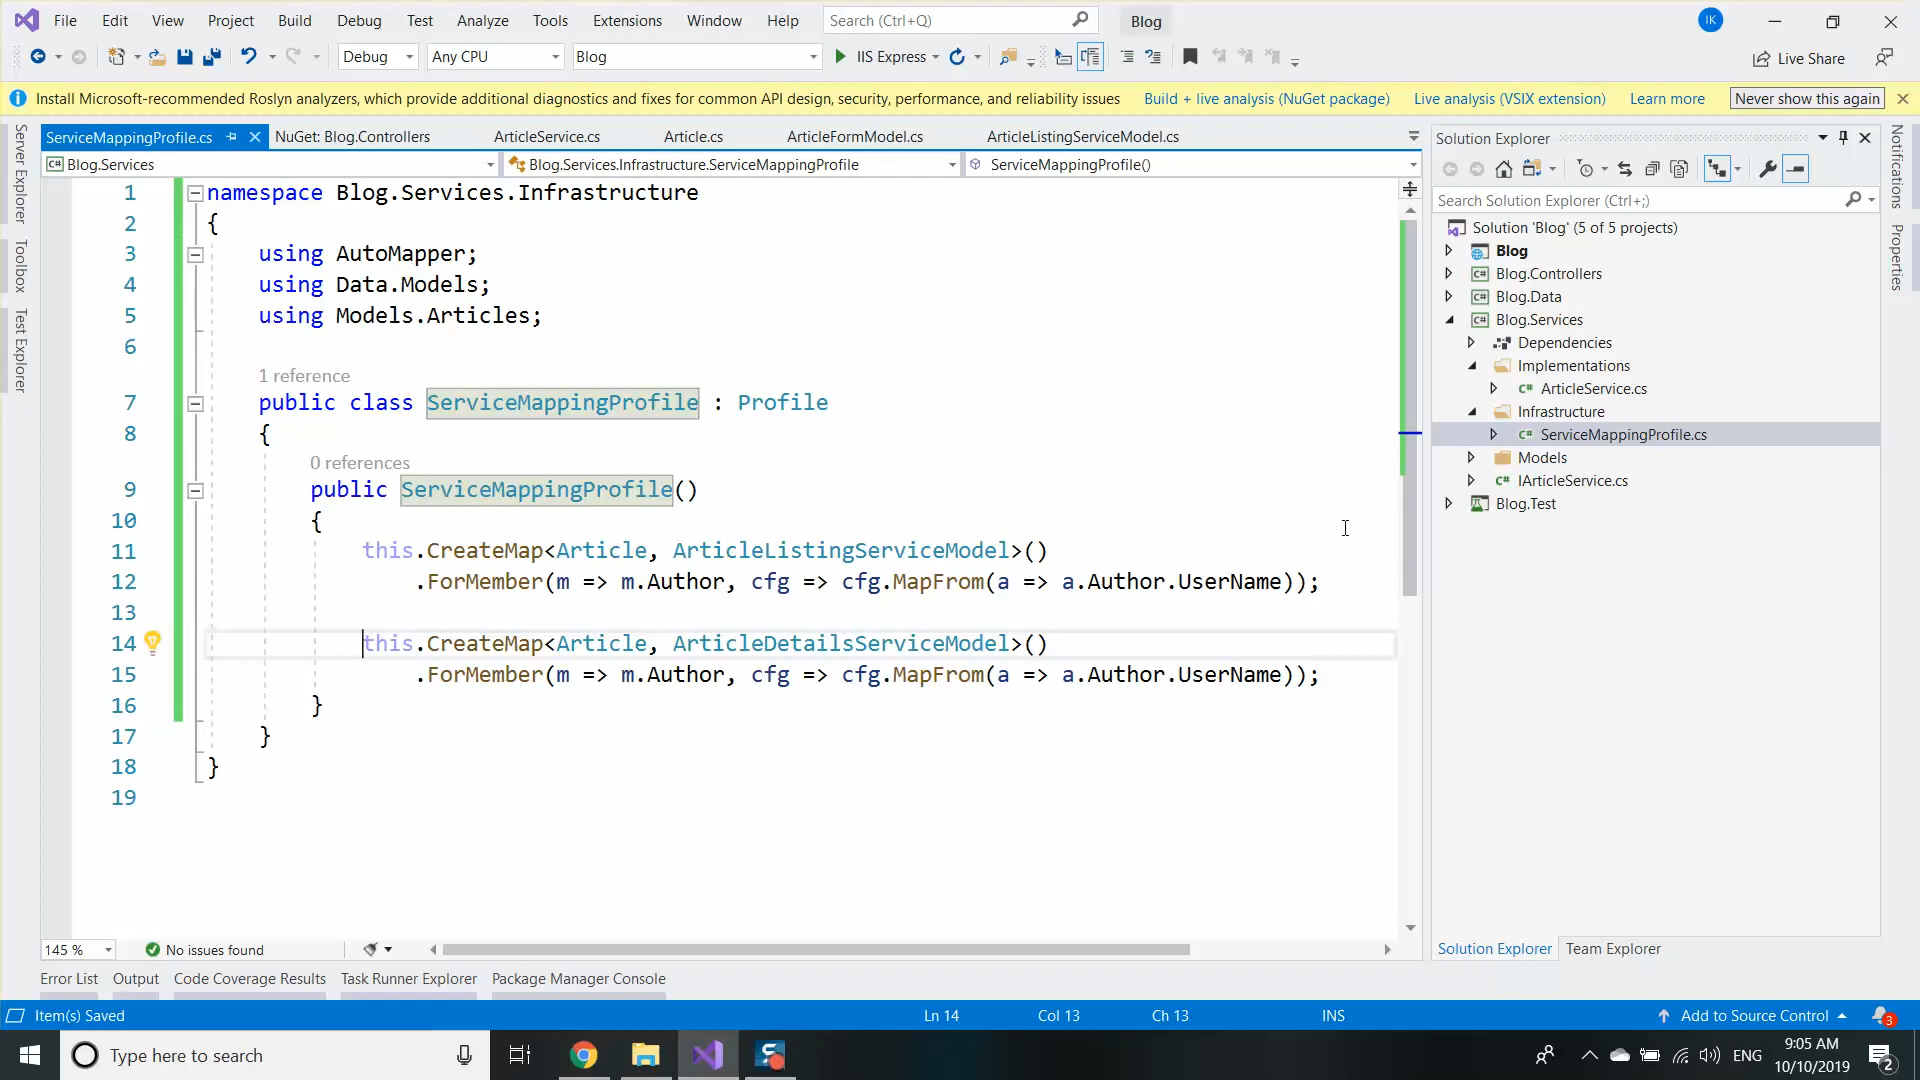 File Edit View Project Build Debug Test Analyze Tools Extensions Window Help Search (Ctrl+Q) Blog IK
Debug Any CPU Blog IIS Express Live Share
Install Microsoft-recommended Roslyn analyzers, which provide additional diagnostics and fixes for common API design, security, performance, and reliability issues Build + live analysis (NuGet package) Live analysis (VSIX extension) Learn more Never show this again
Server Explorer
Toolbox
Test Explorer
ServiceMappingProfile.cs NuGet: Blog.Controllers ArticleService.cs Article.cs ArticleFormModel.cs ArticleListingServiceModel.cs
C# Blog.Services Blog.Services.Infrastructure.ServiceMappingProfile ServiceMappingProfile()
1 namespace Blog.Services.Infrastructure
2 {
3 using AutoMapper;
4 using Data.Models;
5 using Models.Articles;
6
1 reference
7 public class ServiceMappingProfile : Profile
8 {
0 references
9 public ServiceMappingProfile()
10 {
11 this.CreateMap<Article, ArticleListingServiceModel>()
12 .ForMember(m => m.Author, cfg => cfg.MapFrom(a => a.Author.UserName));
13
14 this.CreateMap<Article, ArticleDetailsServiceModel>()
15 .ForMember(m => m.Author, cfg => cfg.MapFrom(a => a.Author.UserName));
16 }
17 }
18 }
19
145 % No issues found
Solution Explorer
Search Solution Explorer (Ctrl+;)
Solution 'Blog' (5 of 5 projects)
Blog
C# Blog.Controllers
C# Blog.Data
C# Blog.Services
Dependencies
Implementations
C# ArticleService.cs
Infrastructure
C# ServiceMappingProfile.cs
Models
C# IArticleService.cs
Blog.Test
Solution Explorer Team Explorer
Notifications
Properties
Error List Output Code Coverage Results Task Runner Explorer Package Manager Console
Item(s) Saved Ln 14 Col 13 Ch 13 INS Add to Source Control 3
Type here to search ENG 9:05 AM
10/10/2019 2